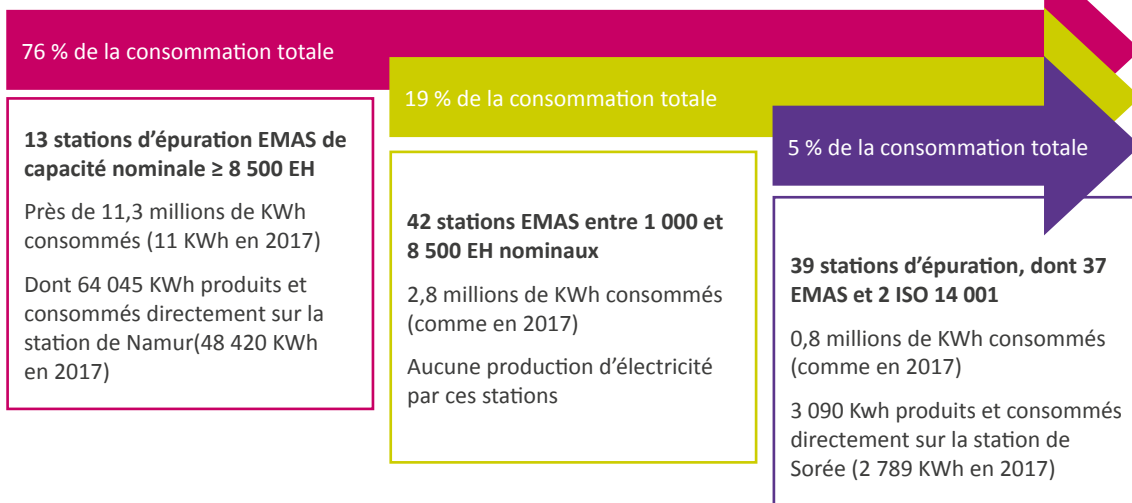 76 % de la consommation totale
13 stations d'épuration EMAS de
capacité nominale ≥ 8 500 EH
Près de 11,3 millions de KWh
consommés (11 KWh en 2017)
Dont 64 045 KWh produits et
consommés directement sur la
station de Namur(48 420 KWh
en 2017)
19 % de la consommation totale
42 stations EMAS entre 1 000 et
8 500 EH nominaux
2,8 millions de KWh consommés
(comme en 2017)
Aucune production d'électricité
par ces stations
5 % de la consommation totale
39 stations d'épuration, dont 37
EMAS et 2 ISO 14 001
0,8 millions de KWh consommés
(comme en 2017)
3 090 Kwh produits et consommés
directement sur la station de
Sorée (2 789 KWh en 2017)